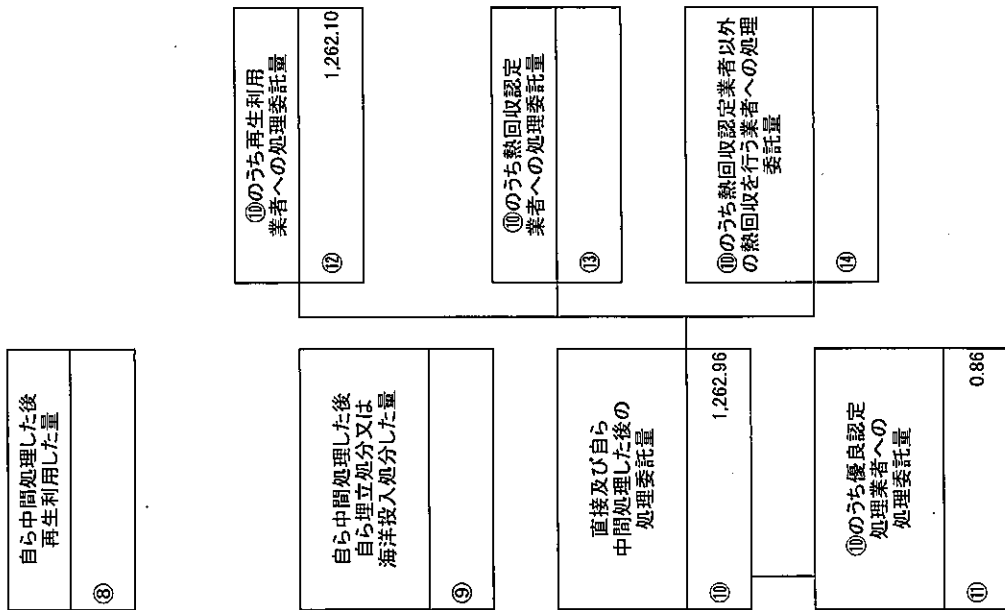 自ら中間処理した後
再生利用した量
⑧
自ら中間処理した後
自ら埋立処分又は
海洋投入処分した量
⑨
直接及び自ら
中間処理した後の
処理委託量
⑩
1,262.96
⑩のうち優良認定
処理業者への
処理委託量
⑪
0.86
⑩のうち再生利用
業者への処理委託量
⑫
1,262.10
⑩のうち熱回収認定
業者への処理委託量
⑬
⑩のうち熱回収認定業者以外
の熱回収を行う業者への処理
委託量
⑭